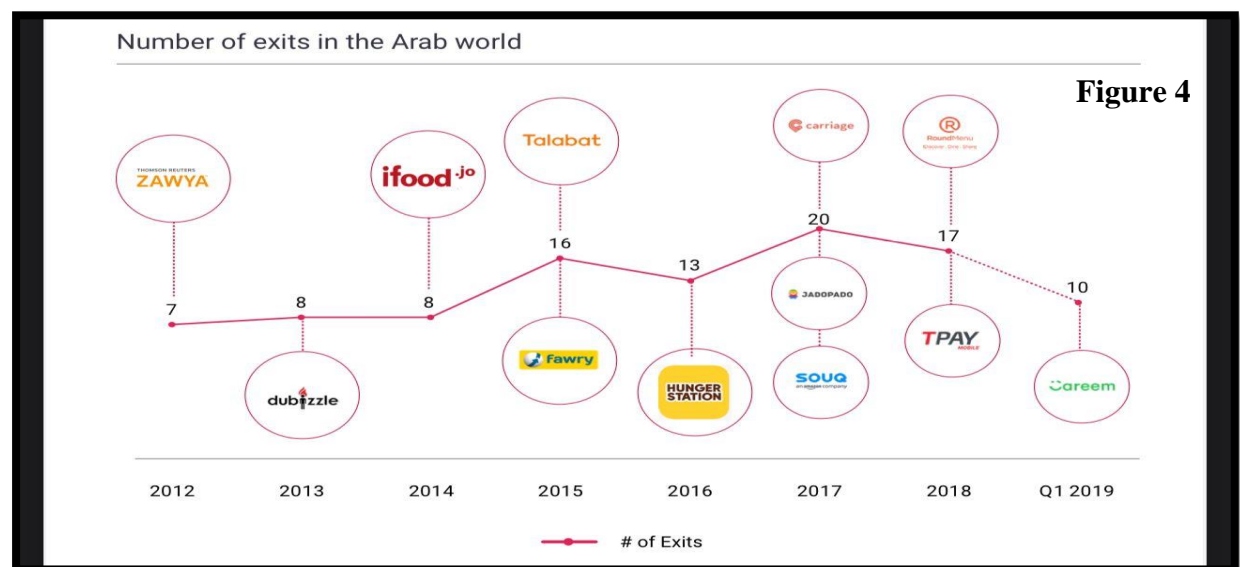 Number of exits in the Arab world
Figure 4
THOMSON REUTERS
ZAWYA
ifood.jo
Talabat
carriage
RoundMenu
7
8
8
16
13
20
17
10
dubizzle
fawry
HUNGER
STATION
JADOPADO
SOUQ
an amazon company
TPAY
MOBILE
Careem
2012 2013 2014 2015 2016 2017 2018 Q1 2019
# of Exits